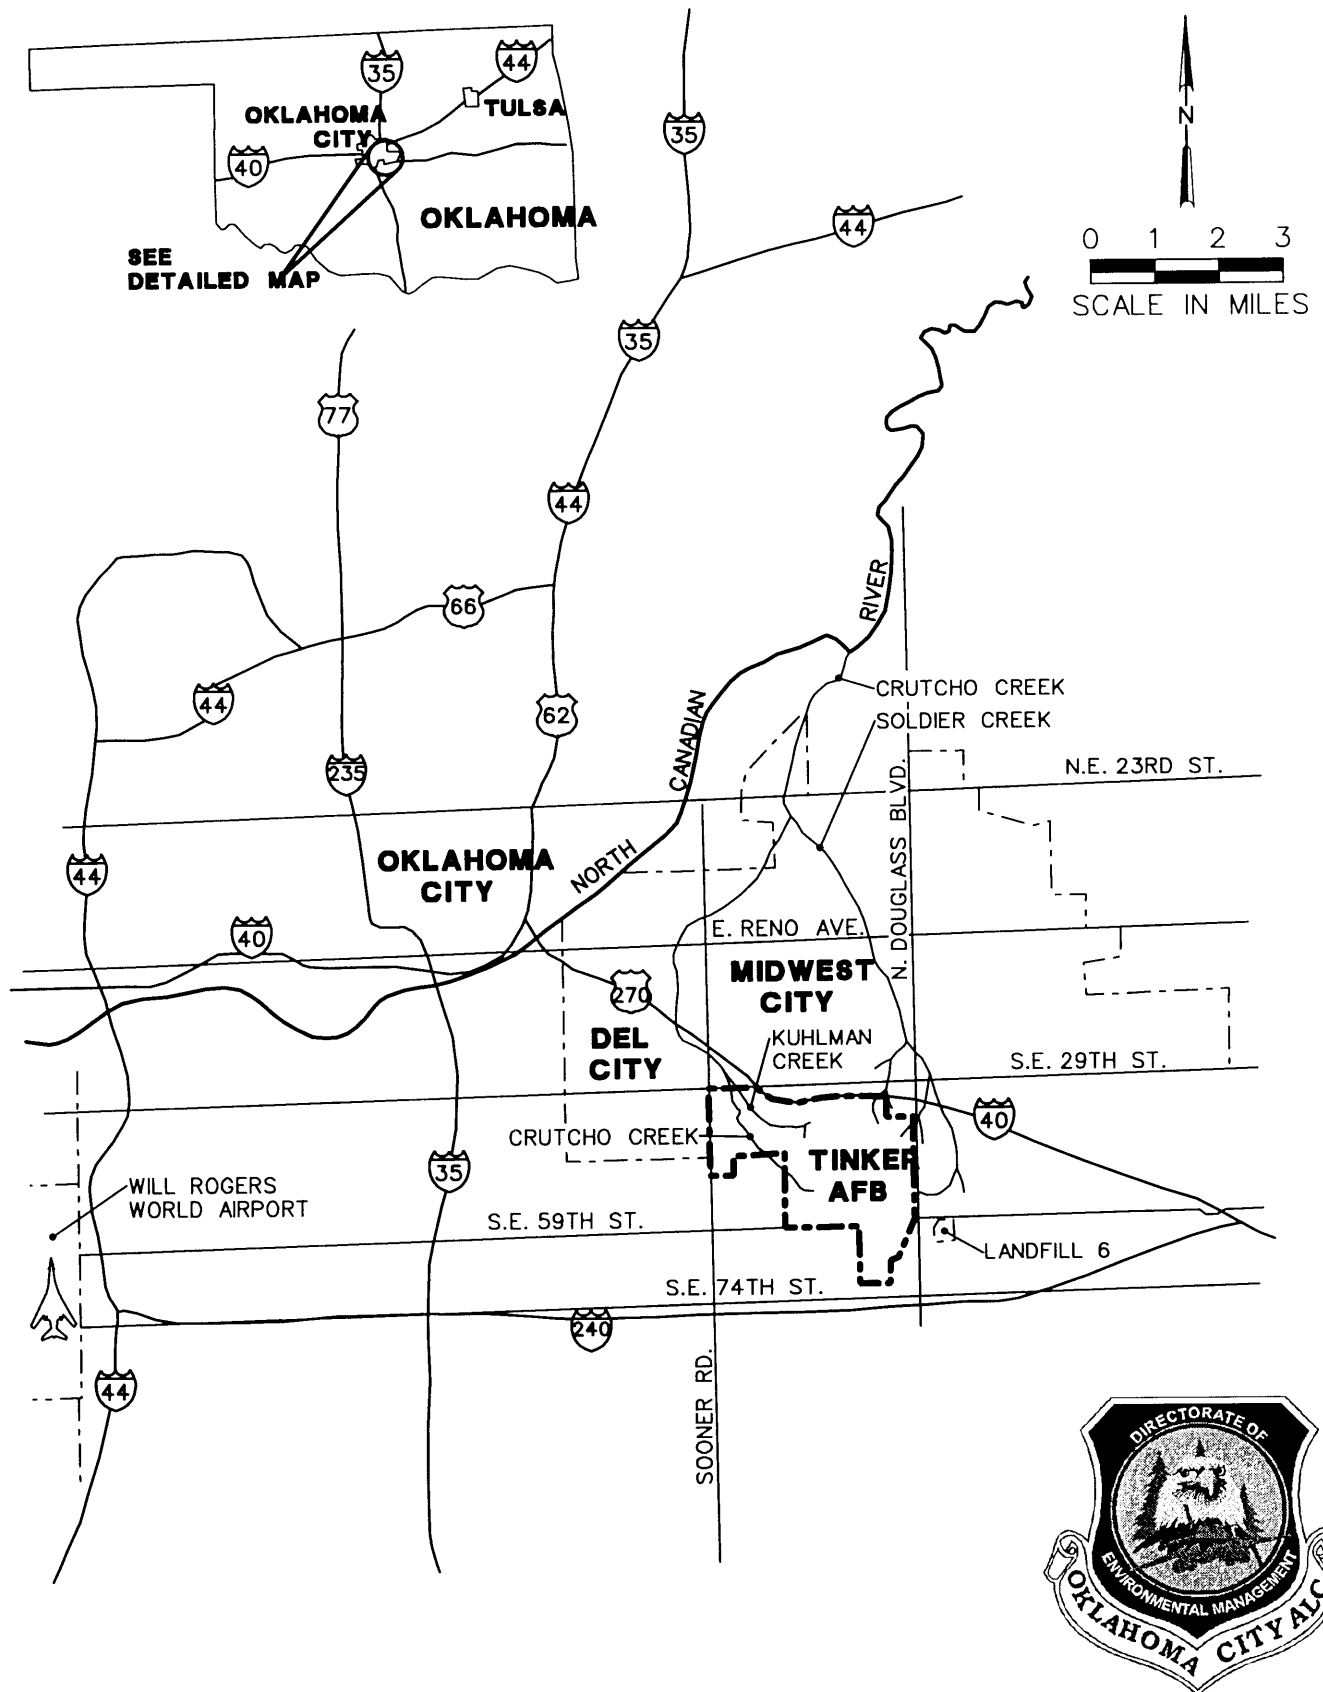 35
44
OKLAHOMA
CITY
TULSA
40
OKLAHOMA
SEE
DETAILED MAP
35
44
N
0 1 2 3
SCALE IN MILES
35
77
44
66
RIVER
44
62
CANADIAN
CRUTCHO CREEK
SOLDIER CREEK
235
N.E. 23RD ST.
N. DOUGLASS BLVD.
44
OKLAHOMA
CITY
NORTH
40
E. RENO AVE.
270
MIDWEST
CITY
DEL
CITY
KUHLMAN
CREEK
S.E. 29TH ST.
40
CRUTCHO CREEK
TINKER
AFB
35
WILL ROGERS
WORLD AIRPORT
S.E. 59TH ST.
LANDFILL 6
S.E. 74TH ST.
240
44
SOONER RD.
DIRECTORATE OF
ENVIRONMENTAL MANAGEMENT
OKLAHOMA CITY ALC